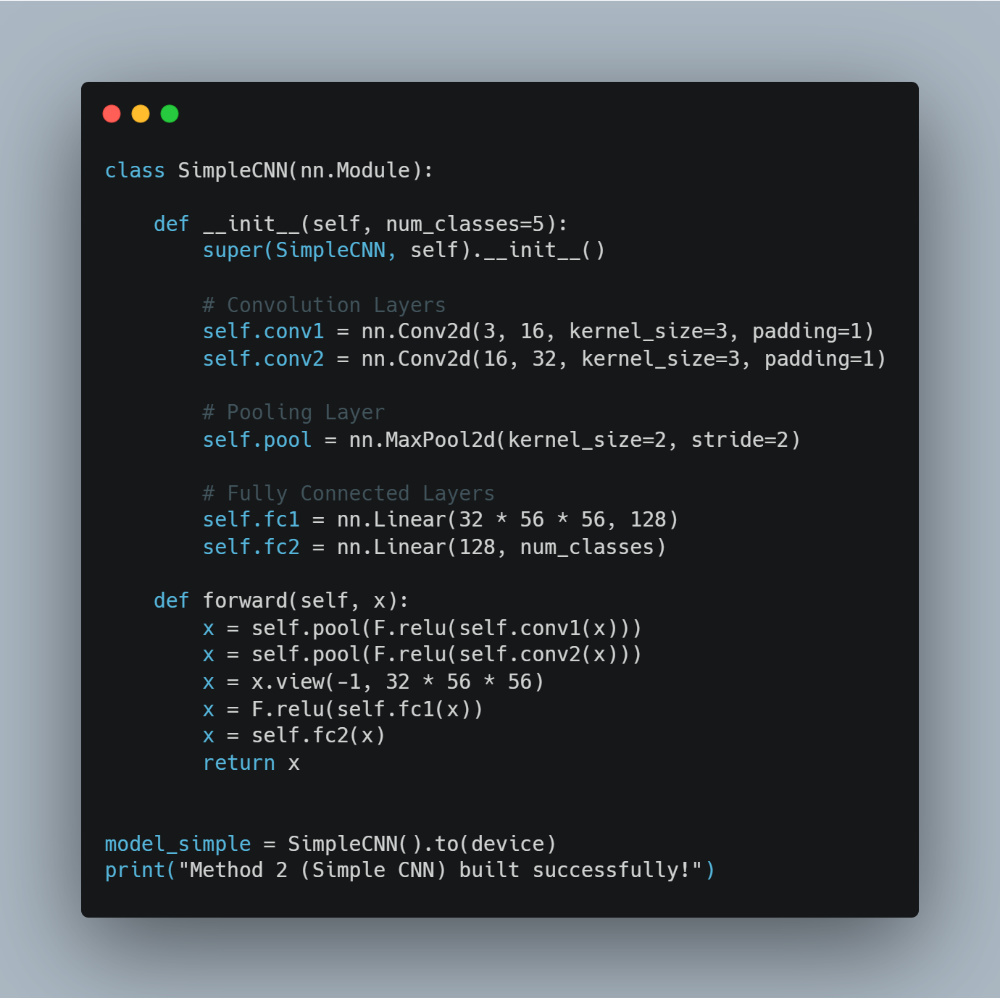 class SimpleCNN(nn.Module):

    def __init__(self, num_classes=5):
        super(SimpleCNN, self).__init__()

        # Convolution Layers
        self.conv1 = nn.Conv2d(3, 16, kernel_size=3, padding=1)
        self.conv2 = nn.Conv2d(16, 32, kernel_size=3, padding=1)

        # Pooling Layer
        self.pool = nn.MaxPool2d(kernel_size=2, stride=2)

        # Fully Connected Layers
        self.fc1 = nn.Linear(32 * 56 * 56, 128)
        self.fc2 = nn.Linear(128, num_classes)

    def forward(self, x):
        x = self.pool(F.relu(self.conv1(x)))
        x = self.pool(F.relu(self.conv2(x)))
        x = x.view(-1, 32 * 56 * 56)
        x = F.relu(self.fc1(x))
        x = self.fc2(x)
        return x


model_simple = SimpleCNN().to(device)
print("Method 2 (Simple CNN) built successfully!")